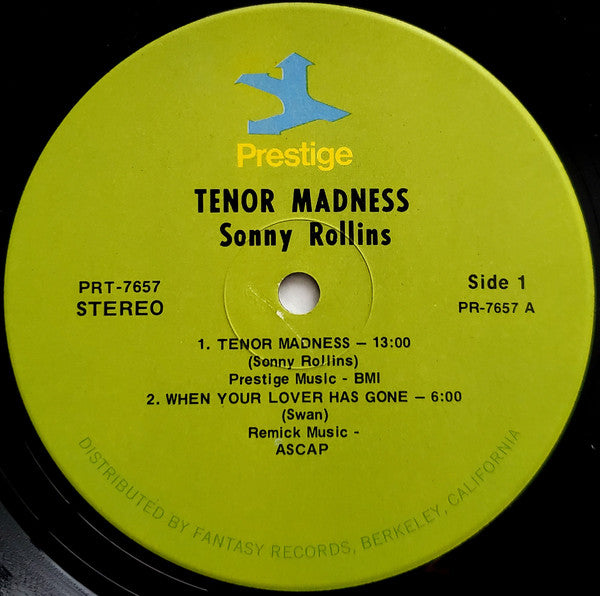 Prestige
TENOR MADNESS
Sonny Rollins
PRT-7657
STEREO
Side 1
PR-7657 A
1. TENOR MADNESS – 13:00
(Sonny Rollins)
Prestige Music - BMI
2. WHEN YOUR LOVER HAS GONE – 6:00
(Swan)
Remick Music -
ASCAP
DISTRIBUTED BY FANTASY RECORDS, BERKELEY, CALIFORNIA